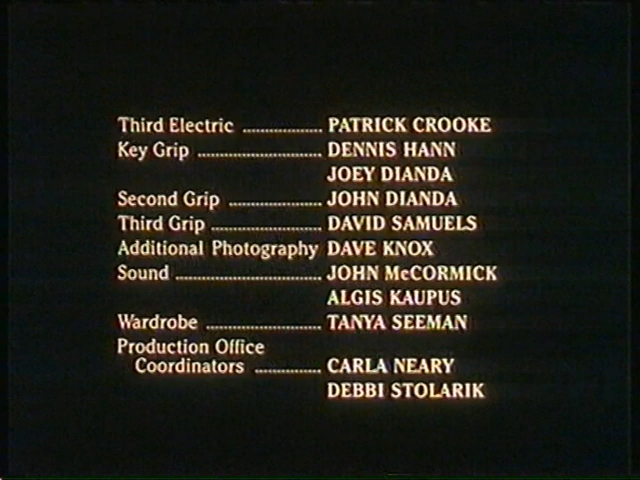 Third Electric .................. PATRICK CROOKE
Key Grip ............................ DENNIS HANN
JOEY DIANDA
Second Grip ..................... JOHN DIANDA
Third Grip ......................... DAVID SAMUELS
Additional Photography DAVE KNOX
Sound ................................. JOHN McCORMICK
ALGIS KAUPUS
Wardrobe .......................... TANYA SEEMAN
Production Office
Coordinators ............... CARLA NEARY
DEBBI STOLARIK